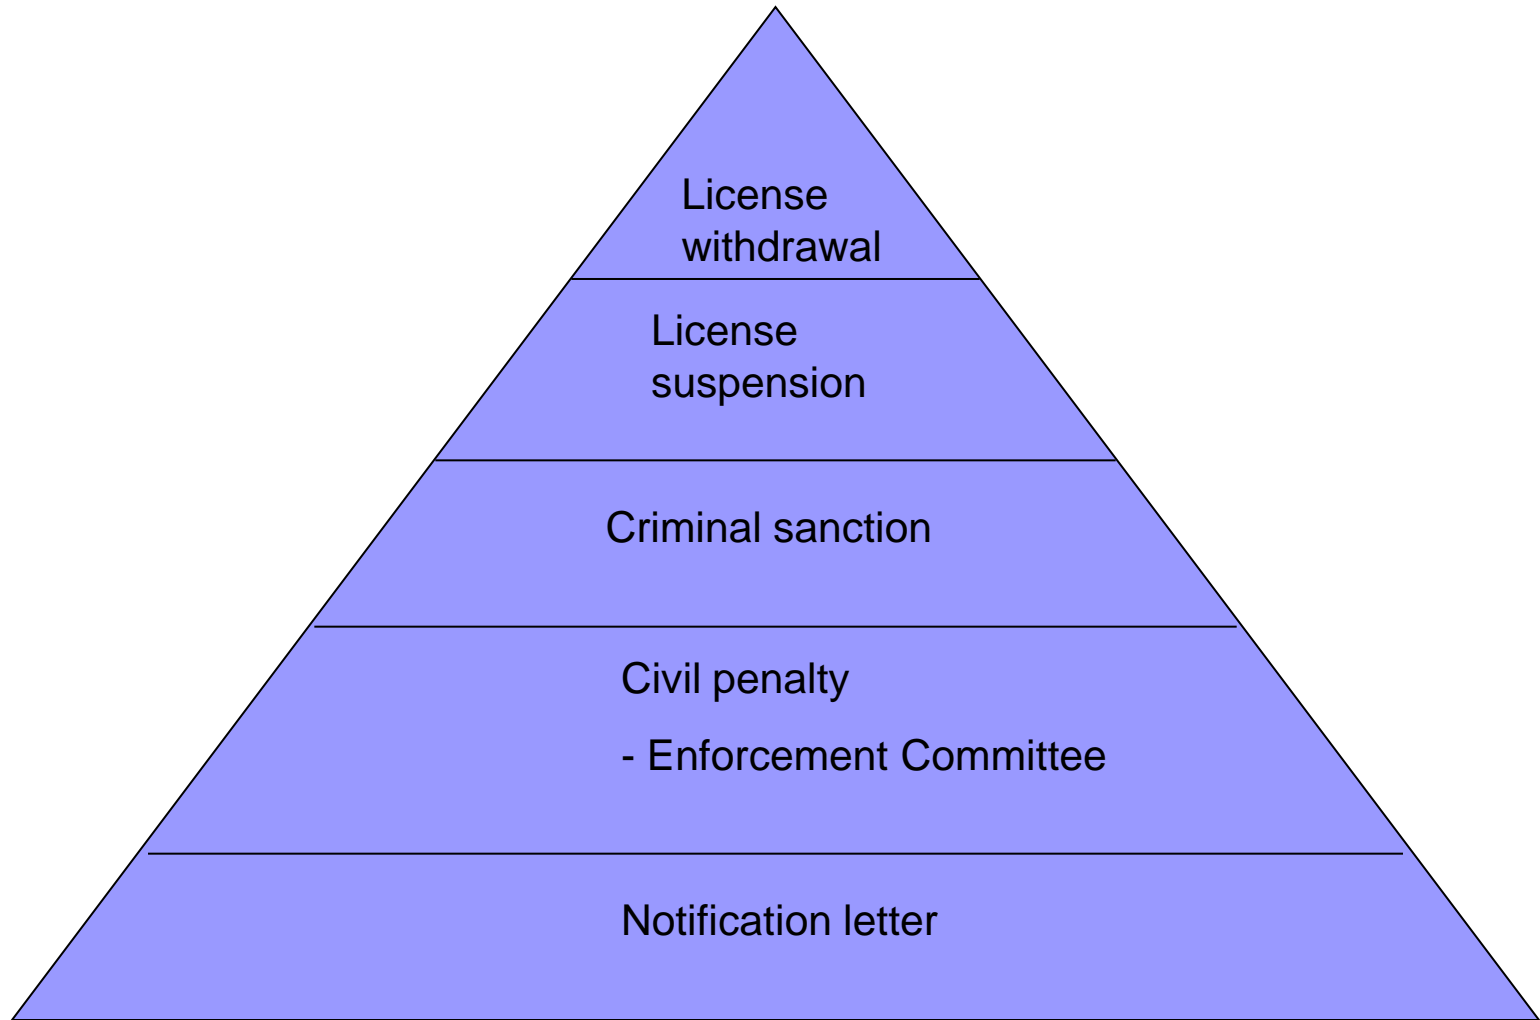 License
withdrawal
License
suspension
Criminal sanction
Civil penalty
- Enforcement Committee
Notification letter